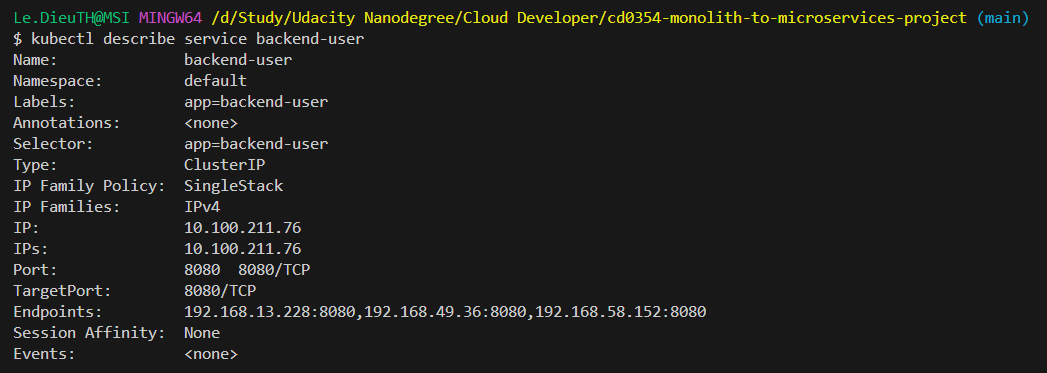 Le.DieuTH@MSI MINGW64 /d/Study/Udacity Nanodegree/Cloud Developer/cd0354-monolith-to-microservices-project (main)
$ kubectl describe service backend-user
Name:              backend-user
Namespace:         default
Labels:            app=backend-user
Annotations:       <none>
Selector:          app=backend-user
Type:              ClusterIP
IP Family Policy:  SingleStack
IP Families:       IPv4
IP:                10.100.211.76
IPs:               10.100.211.76
Port:              8080  8080/TCP
TargetPort:        8080/TCP
Endpoints:         192.168.13.228:8080,192.168.49.36:8080,192.168.58.152:8080
Session Affinity:  None
Events:            <none>